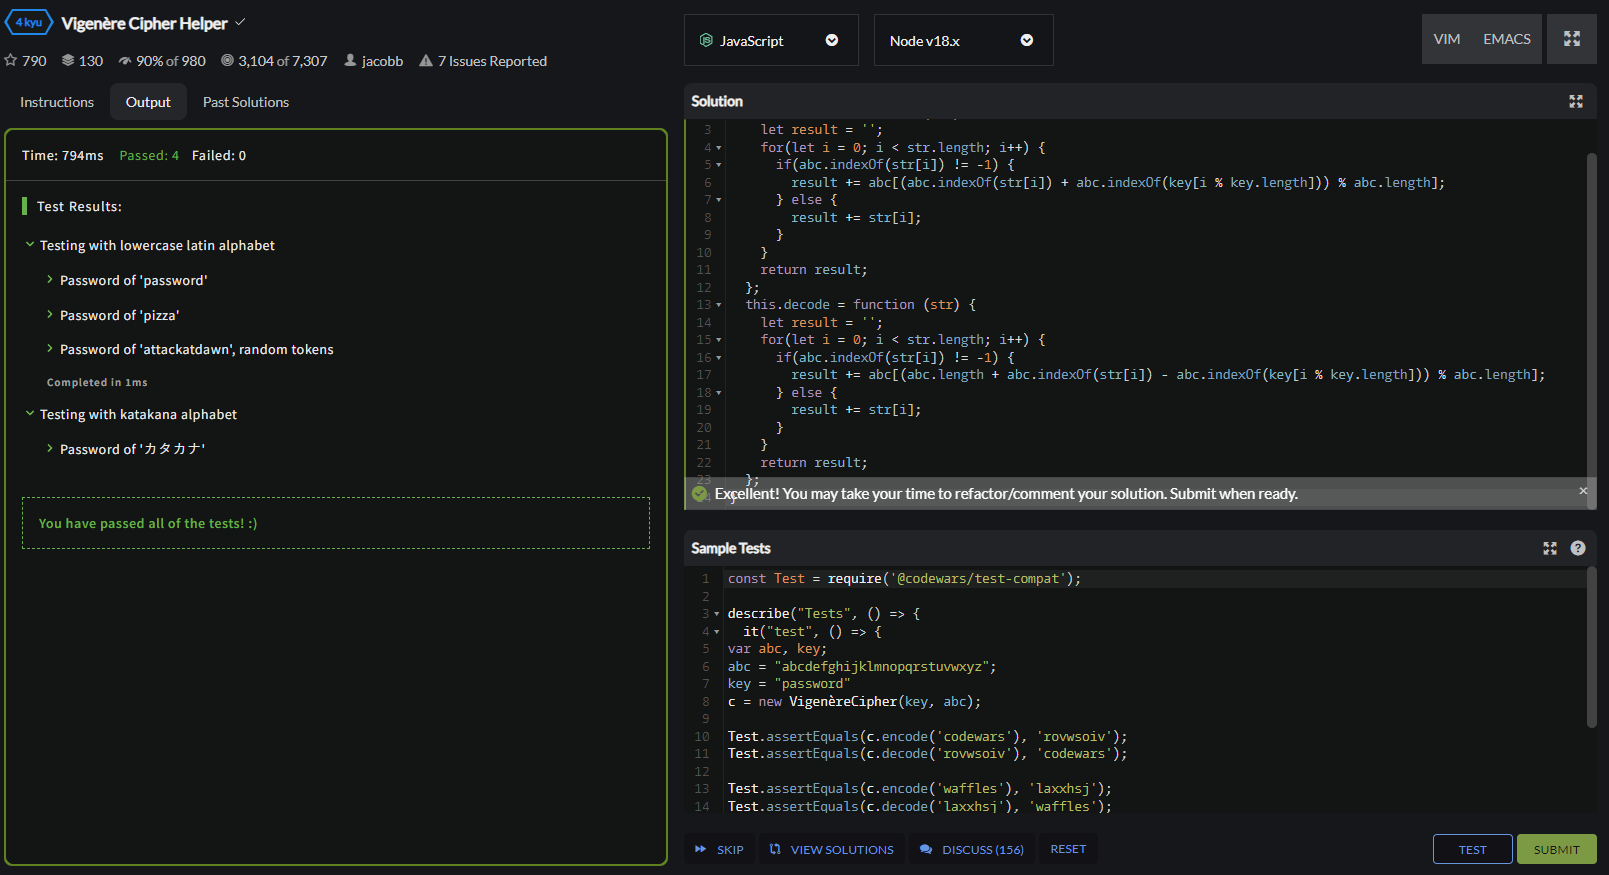 4 kyu Vigenère Cipher Helper
790 130 90% of 980 3,104 of 7,307 jacobb 7 Issues Reported
Instructions Output Past Solutions
Time: 794ms Passed: 4 Failed: 0
Test Results:
Testing with lowercase latin alphabet
Password of 'password'
Password of 'pizza'
Password of 'attackatdawn', random tokens
Completed in 1ms
Testing with katakana alphabet
Password of 'カタカナ'
You have passed all of the tests! :)
JavaScript Node v18.x VIM EMACS
Solution
3 let result = '';
4 for(let i = 0; i < str.length; i++) {
5 if(abc.indexOf(str[i]) != -1) {
6 result += abc[(abc.indexOf(str[i]) + abc.indexOf(key[i % key.length])) % abc.length];
7 } else {
8 result += str[i];
9 }
10 }
11 return result;
12 };
13 this.decode = function (str) {
14 let result = '';
15 for(let i = 0; i < str.length; i++) {
16 if(abc.indexOf(str[i]) != -1) {
17 result += abc[(abc.length + abc.indexOf(str[i]) - abc.indexOf(key[i % key.length])) % abc.length];
18 } else {
19 result += str[i];
20 }
21 }
22 return result;
23 };
Excellent! You may take your time to refactor/comment your solution. Submit when ready. ×
Sample Tests ?
1 const Test = require('@codewars/test-compat');
2
3 describe("Tests", () => {
4 it("test", () => {
5 var abc, key;
6 abc = "abcdefghijklmnopqrstuvwxyz";
7 key = "password"
8 c = new VigenèreCipher(key, abc);
9
10 Test.assertEquals(c.encode('codewars'), 'rovwsoiv');
11 Test.assertEquals(c.decode('rovwsoiv'), 'codewars');
12
13 Test.assertEquals(c.encode('waffles'), 'laxxhsj');
14 Test.assertEquals(c.decode('laxxhsj'), 'waffles');
SKIP VIEW SOLUTIONS DISCUSS (156) RESET TEST SUBMIT